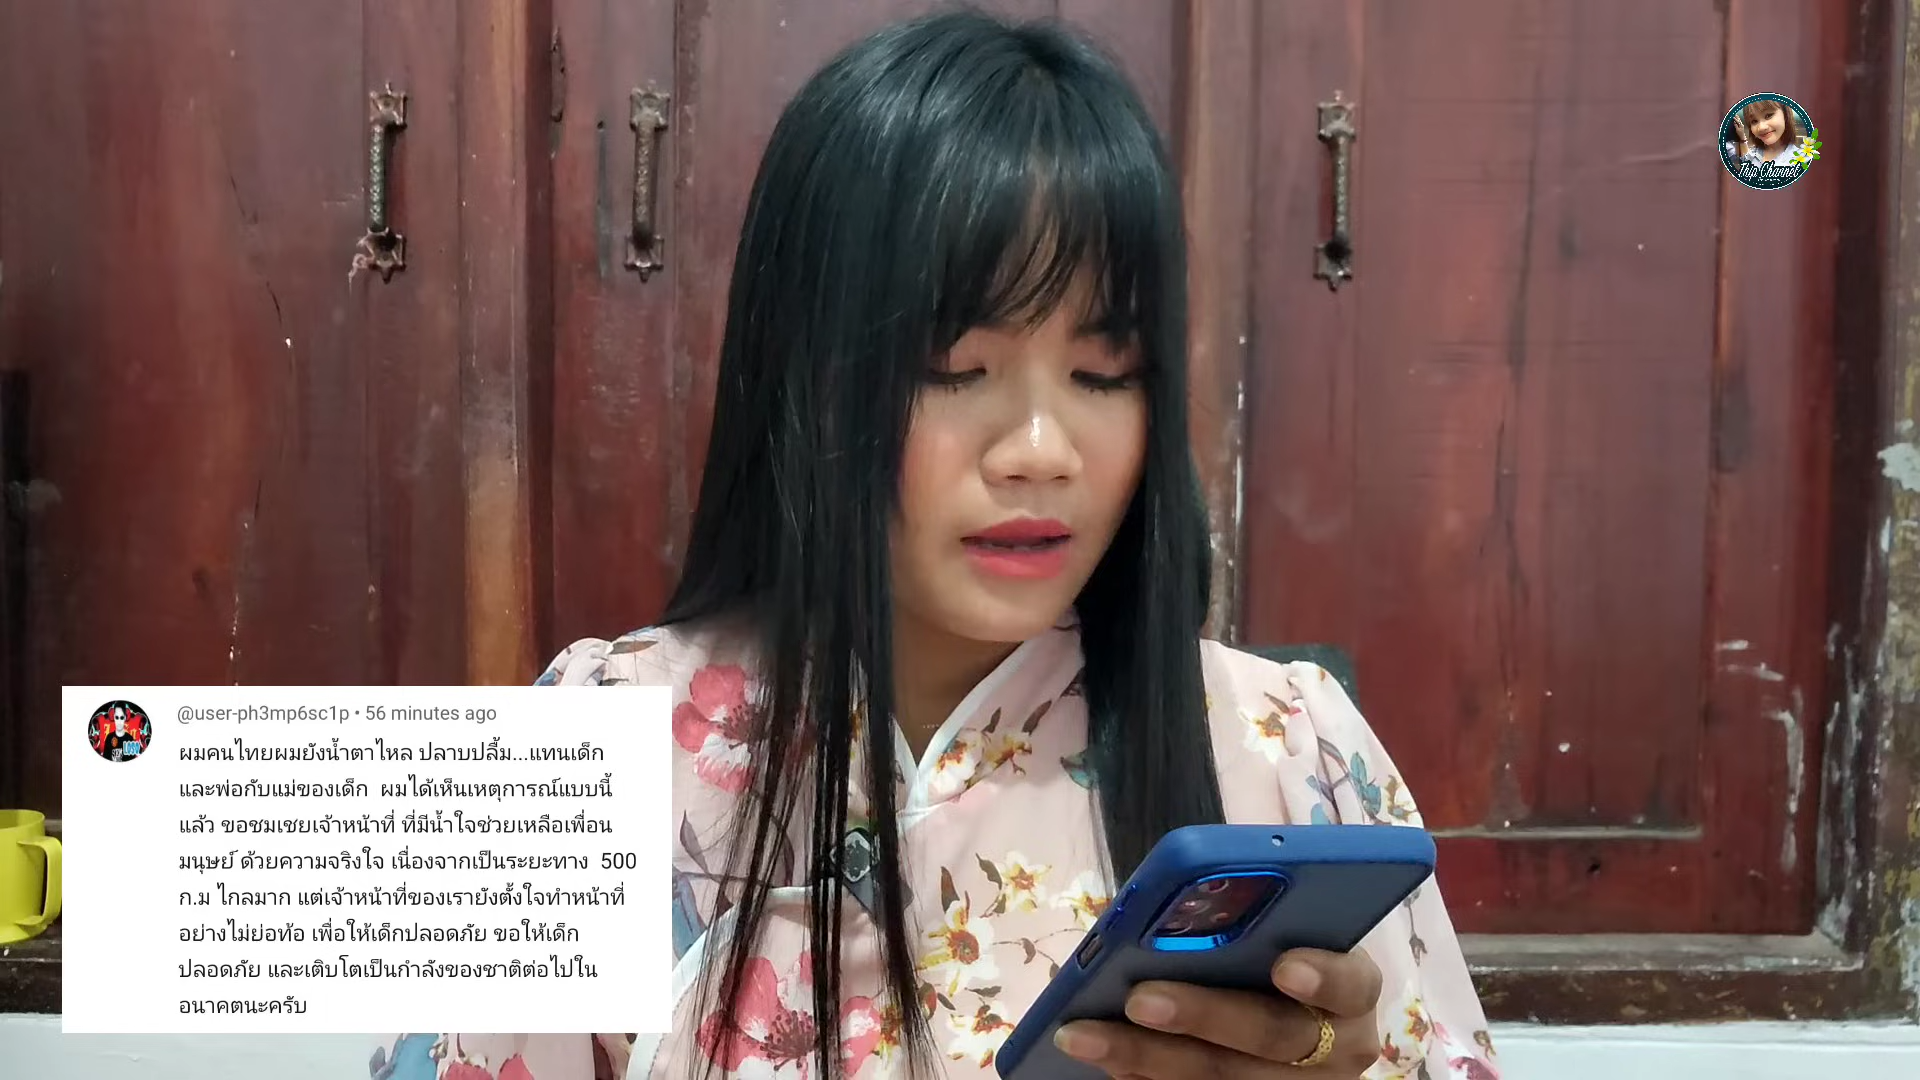 Thip Channel
@user-ph3mp6sc1p • 56 minutes ago
ผมคนไทยผมยังน้ำตาไหล ปลาบปลื้ม...แทนเด็ก
และพ่อกับแม่ของเด็ก ผมได้เห็นเหตุการณ์แบบนี้
แล้ว ขอชมเชยเจ้าหน้าที่ ที่มีน้ำใจช่วยเหลือเพื่อน
มนุษย์ ด้วยความจริงใจ เนื่องจากเป็นระยะทาง 500
ก.ม ไกลมาก แต่เจ้าหน้าที่ของเรายังตั้งใจทำหน้าที่
อย่างไม่ย่อท้อ เพื่อให้เด็กปลอดภัย ขอให้เด็ก
ปลอดภัย และเติบโตเป็นกำลังของชาติต่อไปใน
อนาคตนะครับ